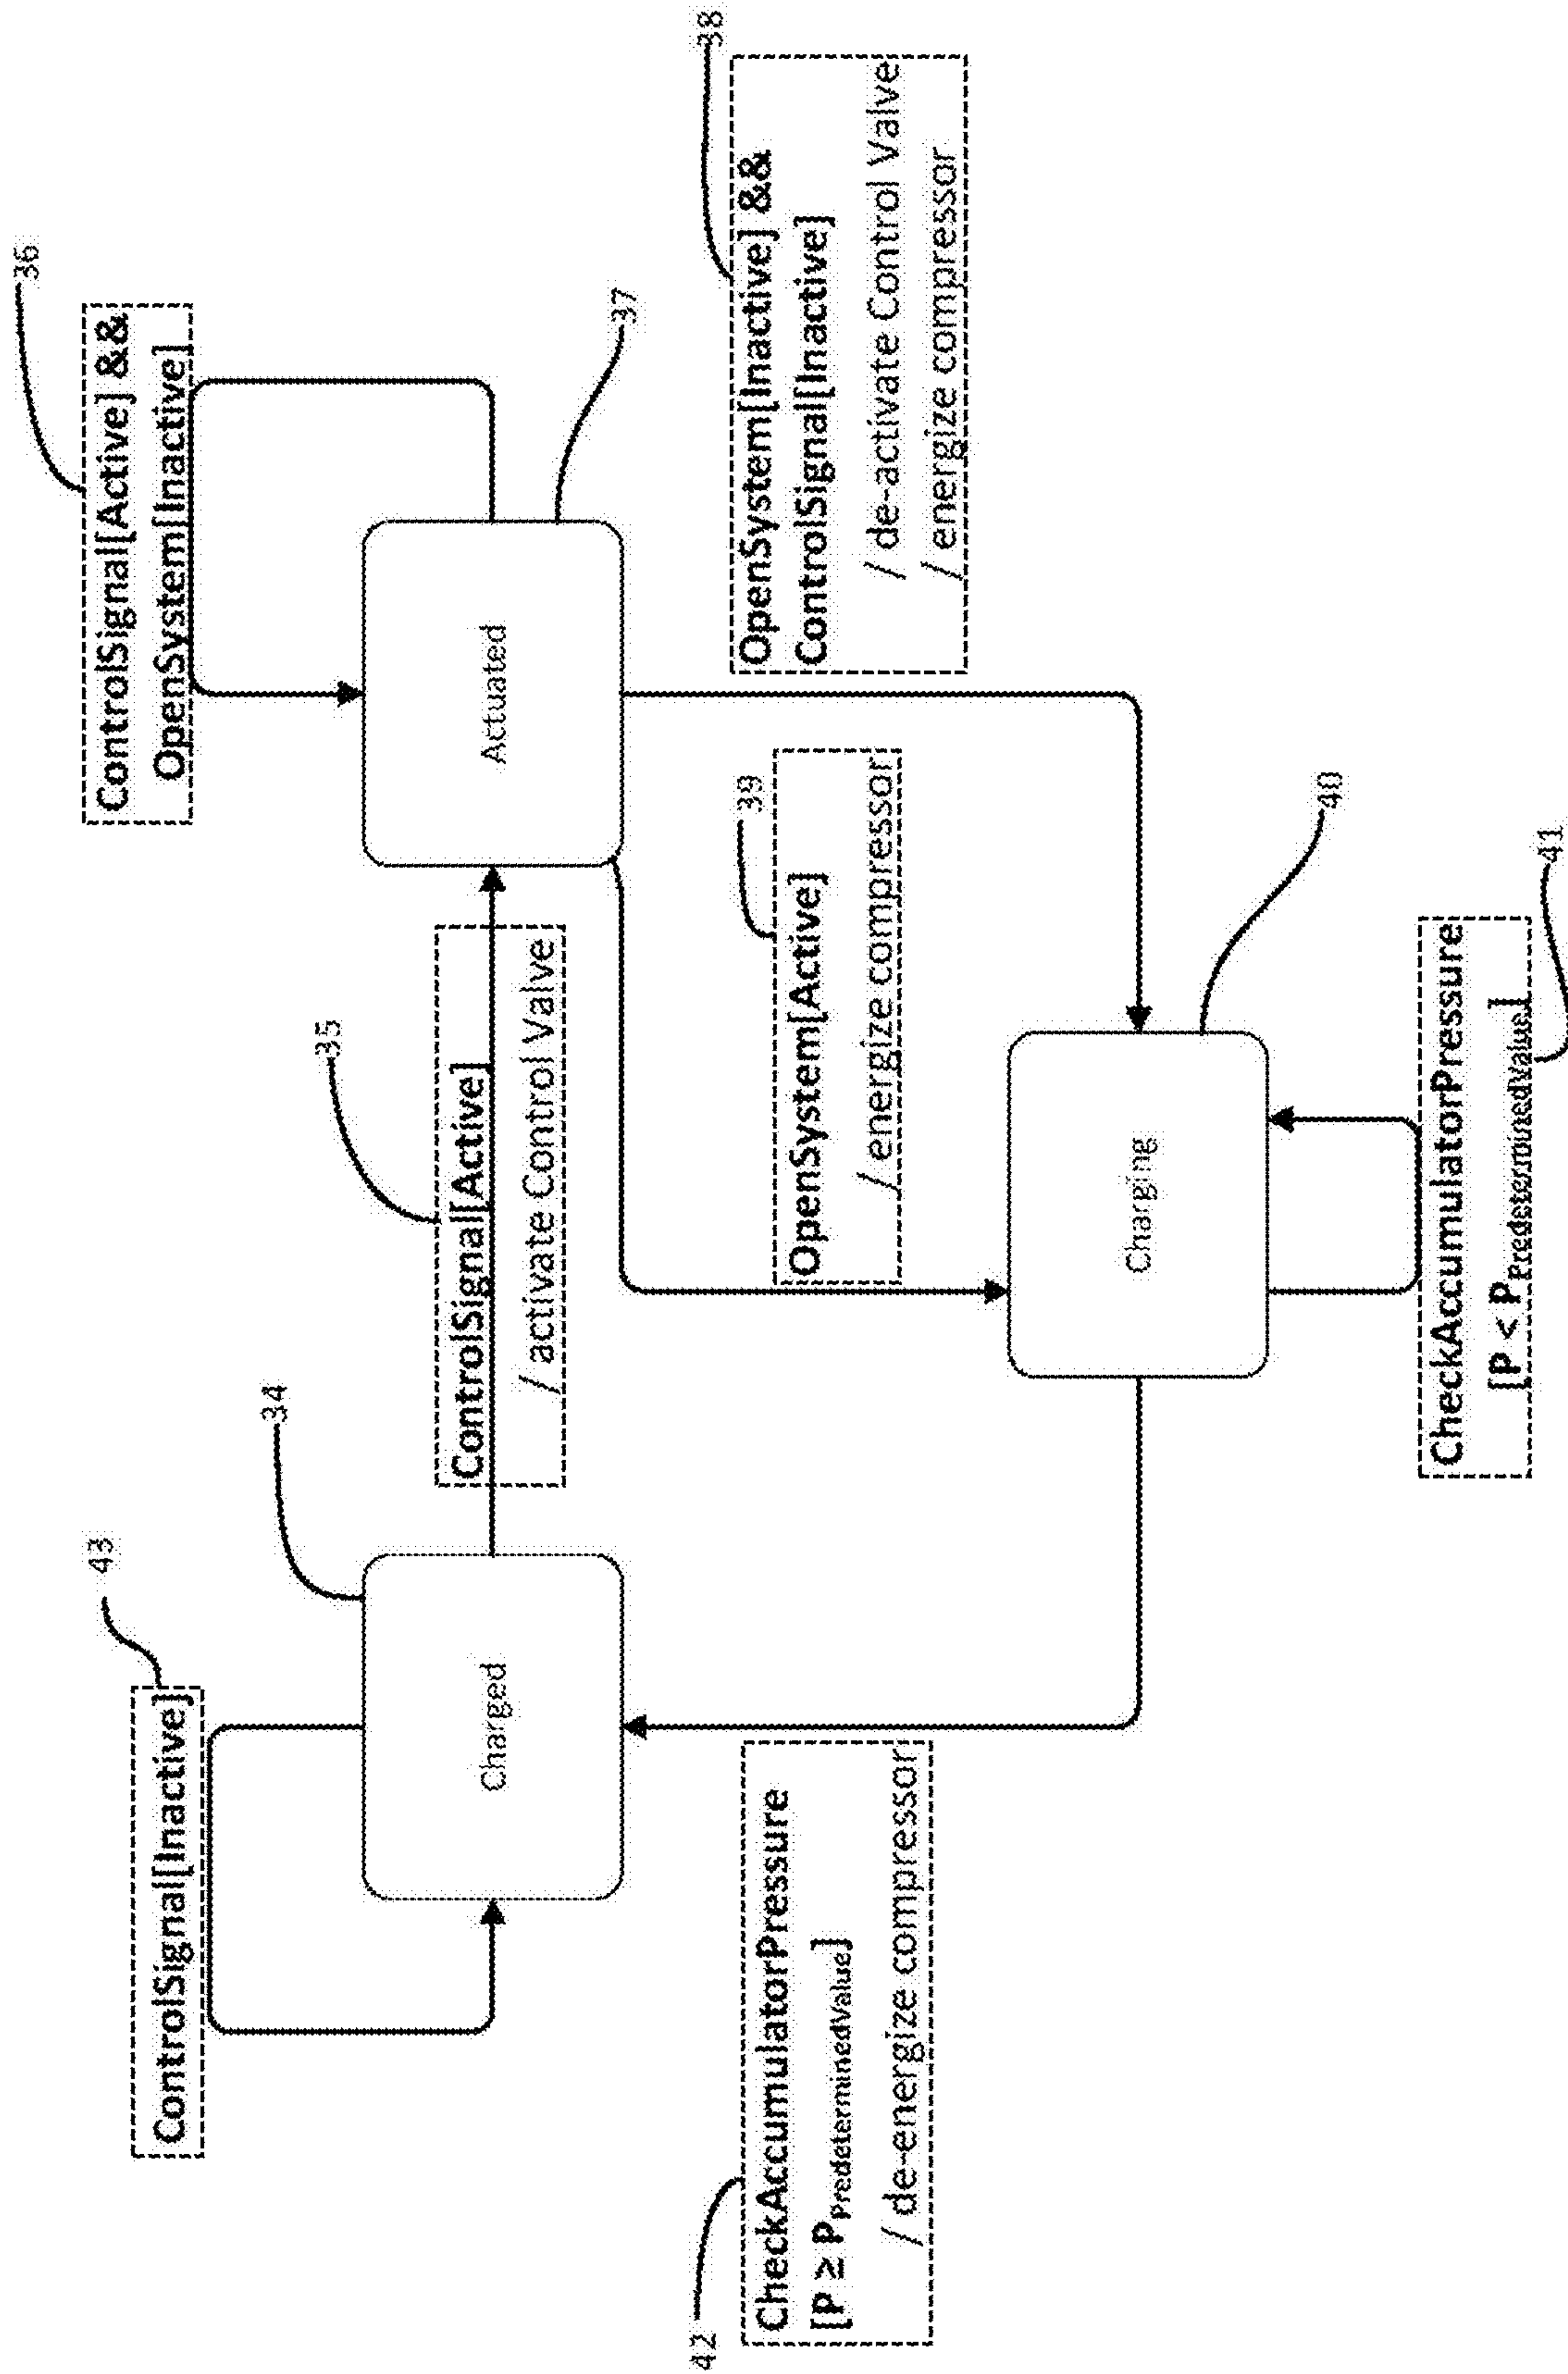 36
ControlSignal[Active] &&
OpenSystem[Inactive]
43
ControlSignal[Inactive]
34
35
ControlSignal[Active]
/ activate Control Valve
37
Charged
Actuated
38
OpenSystem[Inactive] &&
ControlSignal[Inactive]
/ de-activate Control Valve
/ energize compressor
39
OpenSystem[Active]
/ energize compressor
42
CheckAccumulatorPressure
[P ≥ PPredeterminedValue]
/ de-energize compressor
40
Charging
41
CheckAccumulatorPressure
[P < PPredeterminedValue]